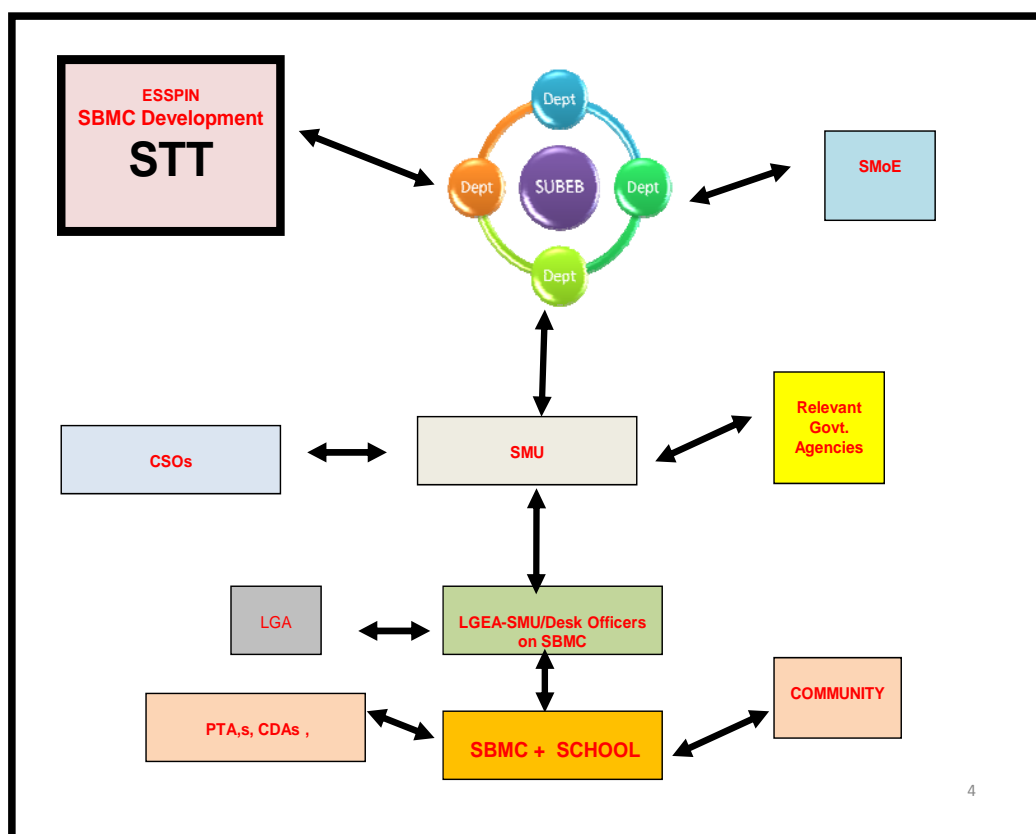 ESSPIN
SBMC Development
STT
Dept
Dept
SUBEB
Dept
Dept
SMoE
CSOs
SMU
Relevant
Govt.
Agencies
LGA
LGEA-SMU/Desk Officers
on SBMC
PTA,s, CDAs ,
SBMC + SCHOOL
COMMUNITY
4